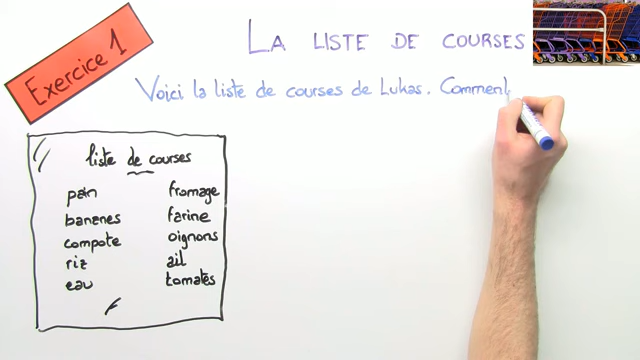 Exercice 1
LA LISTE DE COURSES
Voici la liste de courses de Lukas. Comment
liste de courses
pain
bananes
compote
riz
eau
fromage
farine
oignons
ail
tomates